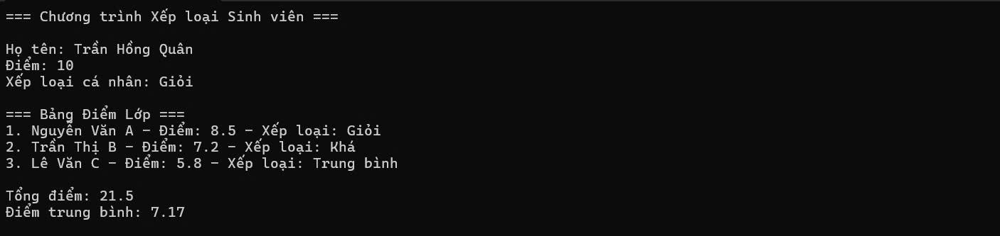 === Chương trình Xếp loại Sinh viên ===
Họ tên: Trần Hồng Quân
Điểm: 10
Xếp loại cá nhân: Giỏi
=== Bảng Điểm Lớp ===
1. Nguyễn Văn A - Điểm: 8.5 - Xếp loại: Giỏi
2. Trần Thị B - Điểm: 7.2 - Xếp loại: Khá
3. Lê Văn C - Điểm: 5.8 - Xếp loại: Trung bình
Tổng điểm: 21.5
Điểm trung bình: 7.17